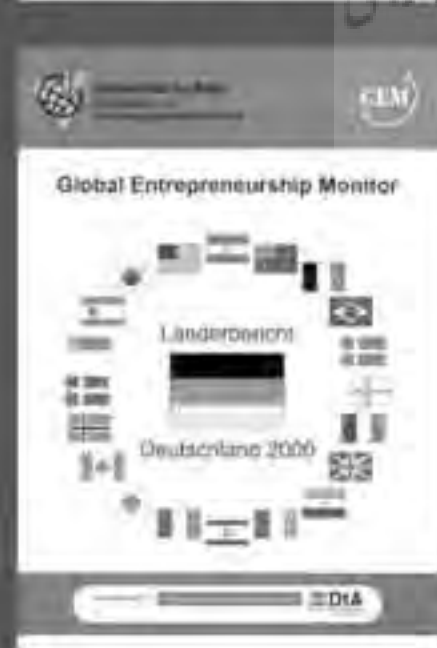 GEM
Global Entrepreneurship Monitor
Länderbericht
Deutschland 2000
DtA